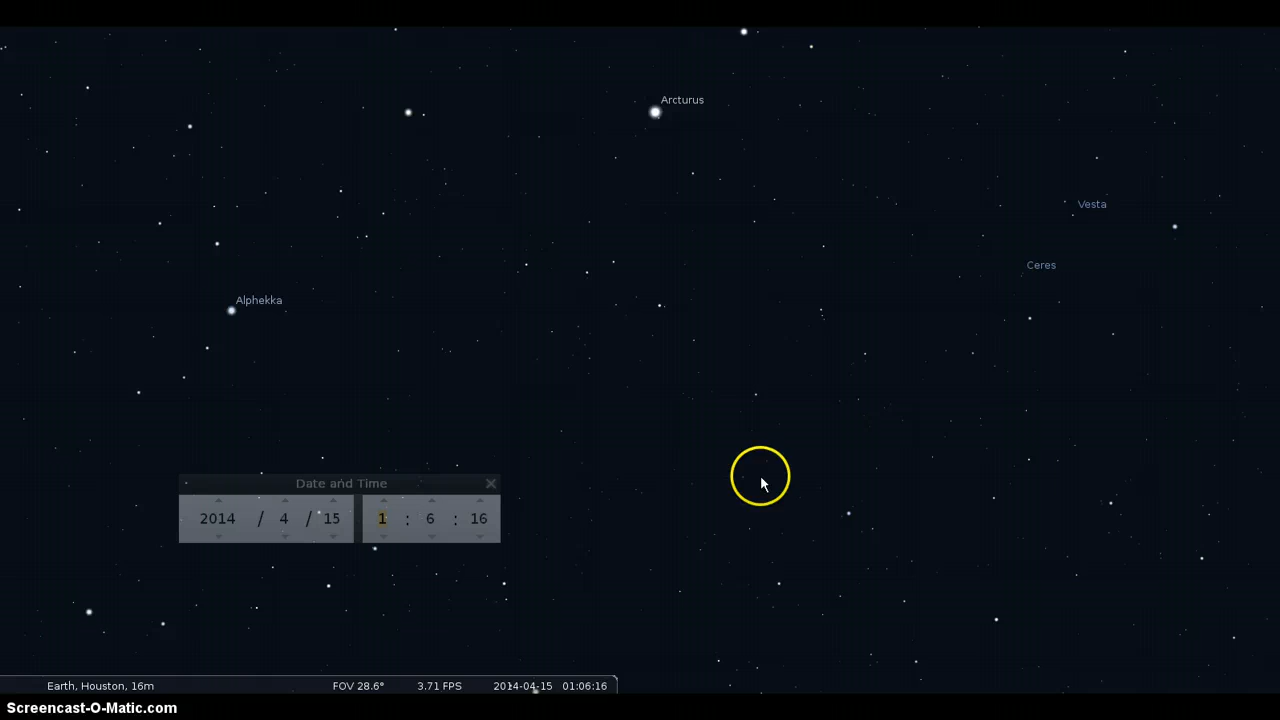 Arcturus
Vesta
Ceres
Alphekka
Date and Time
2014 / 4 / 15 1 : 6 : 16
Earth, Houston, 16m FOV 28.6° 3.71 FPS 2014-04-15 01:06:16
Screencast-O-Matic.com